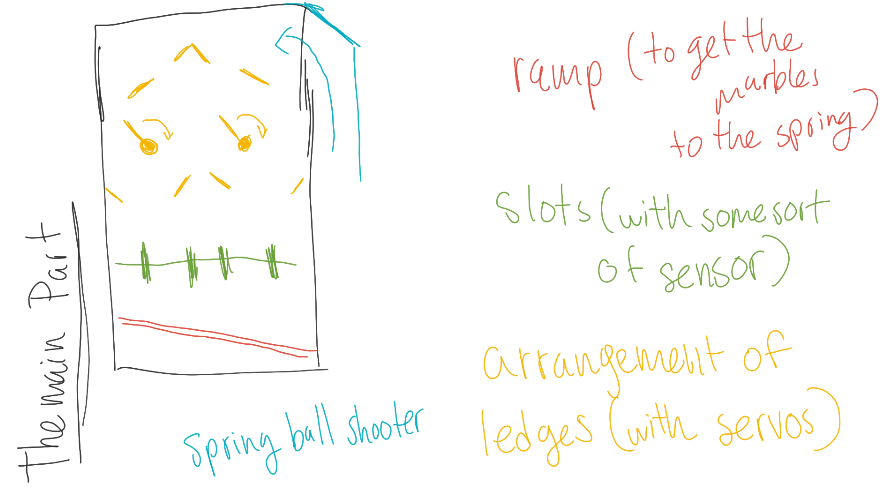 ramp (to get the
marbles
to the spring)
slots (with some sort
of sensor)
arrangement of
ledges (with servos)
spring ball shooter
The main Part